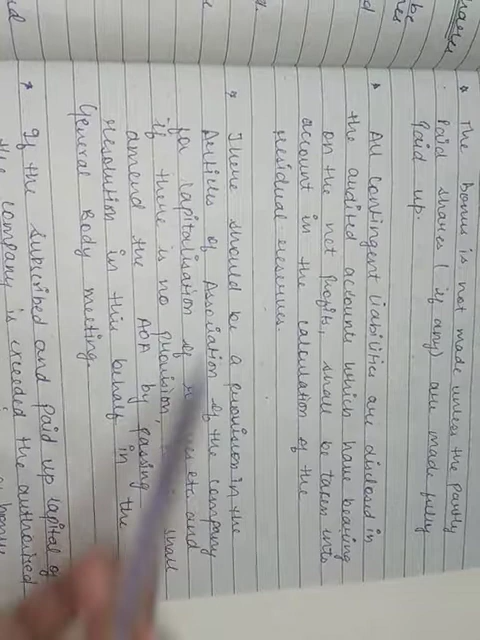 * The bonus is not made unless the partly
Paid shares (if any) are made fully
Paid up.
* All contingent liabilities are disclosed in
the audited accounts which have bearing
on the net profits, shall be taken into
account in the calculation of the
residual reserves.
* There should be a provision in the
Articles of Association of the company
for capitalisation of etc. and
if there is no provision, shall
amend the AOA by passing
resolution in this behalf in the
General Body meeting.
* If the subscribed and paid up capital of
the company is exceeded the authorised